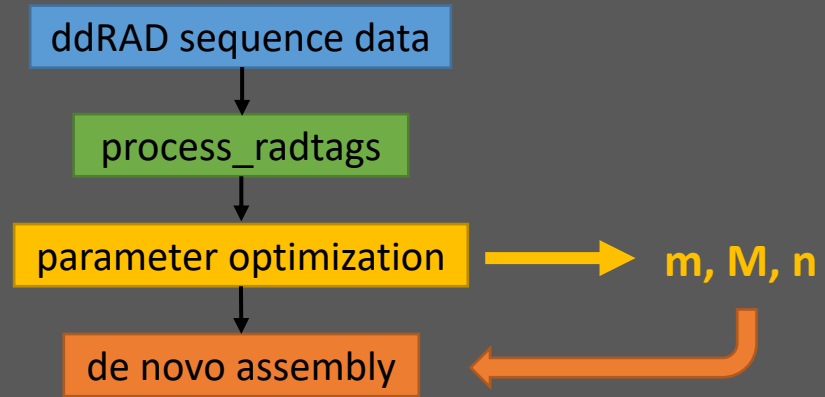 ddRAD sequence data
process_radtags
parameter optimization
m, M, n
de novo assembly